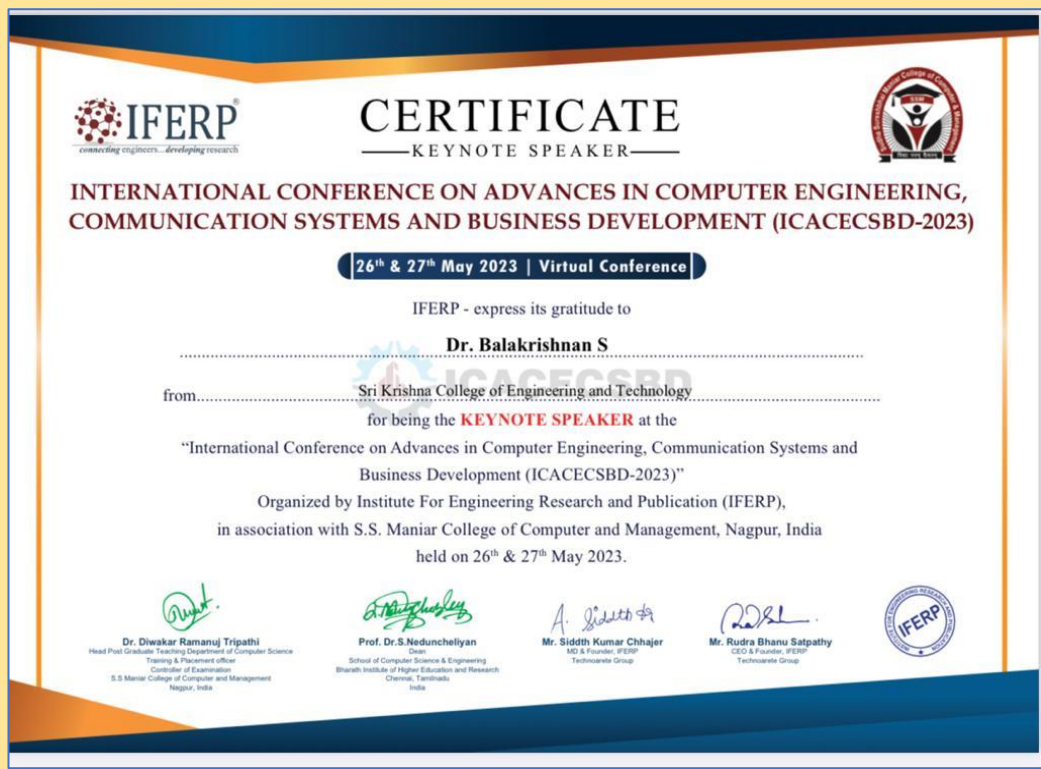 IFERP®
connecting engineers...developing research
CERTIFICATE
KEYNOTE SPEAKER
INTERNATIONAL CONFERENCE ON ADVANCES IN COMPUTER ENGINEERING,
COMMUNICATION SYSTEMS AND BUSINESS DEVELOPMENT (ICACECSBD-2023)
26th & 27th May 2023 | Virtual Conference
IFERP - express its gratitude to
Dr. Balakrishnan S
ICACECSBD
from Sri Krishna College of Engineering and Technology
for being the KEYNOTE SPEAKER at the
“International Conference on Advances in Computer Engineering, Communication Systems and
Business Development (ICACECSBD-2023)”
Organized by Institute For Engineering Research and Publication (IFERP),
in association with S.S. Maniar College of Computer and Management, Nagpur, India
held on 26th & 27th May 2023.
Dr. Diwakar Ramanuj Tripathi
Head Post Graduate Teaching Department of Computer Science
Training & Placement officer
Controller of Examination
S.S Maniar College of Computer and Management
Nagpur, India
Prof. Dr.S.Neduncheliyan
Dean
School of Computer Science & Engineering
Bharath Institute of Higher Education and Research
Chennai, Tamilnadu
India
A. Siddth
Mr. Siddth Kumar Chhajer
MD & Founder, IFERP
Technoarete Group
Mr. Rudra Bhanu Satpathy
CEO & Founder, IFERP
Technoarete Group
IFERP